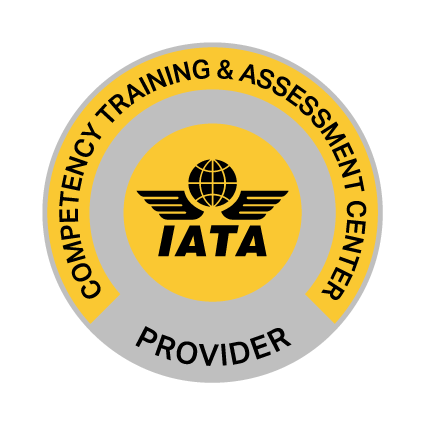 COMPETENCY TRAINING & ASSESSMENT CENTER
IATA
PROVIDER